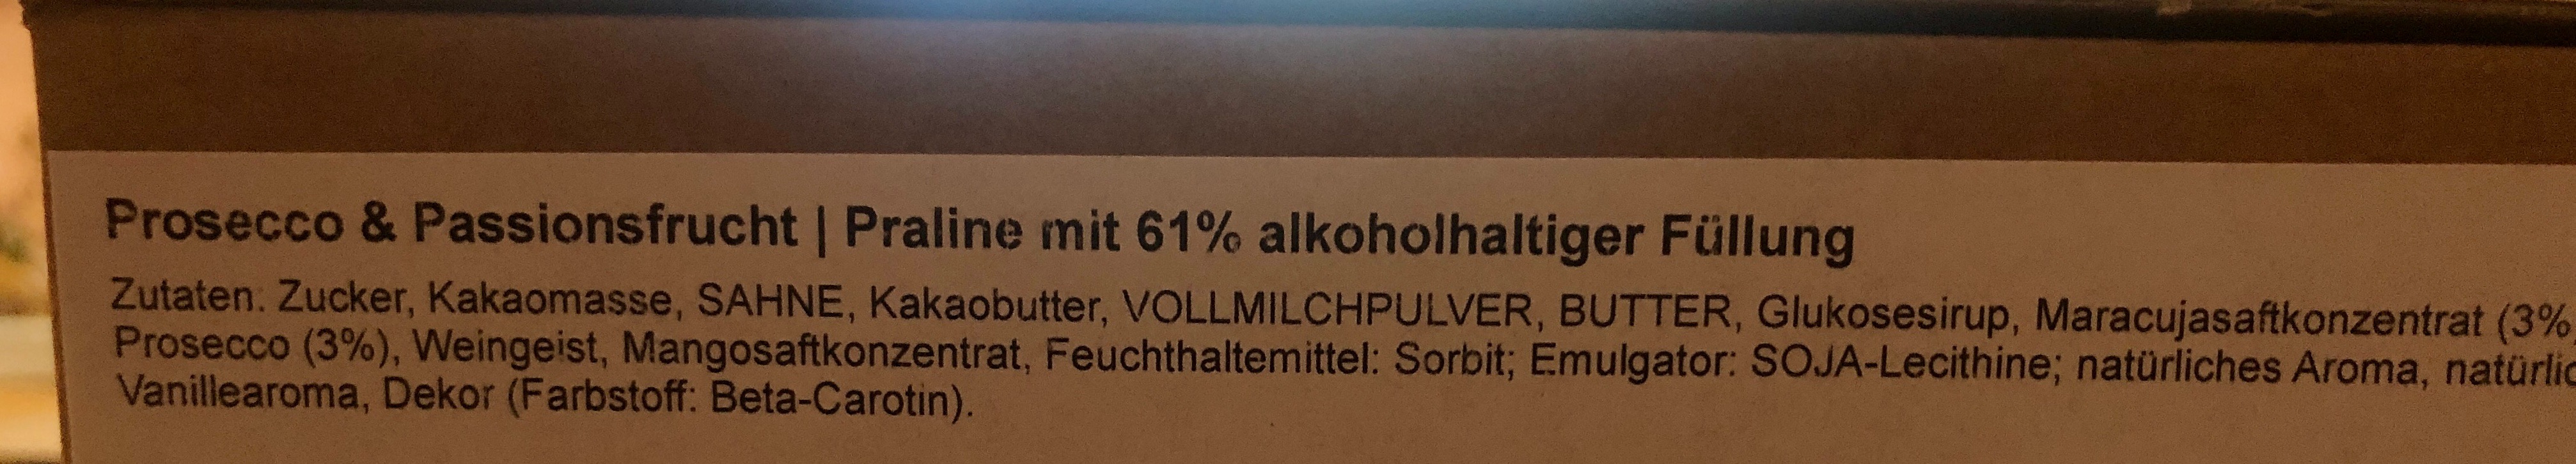 Prosecco & Passionsfrucht | Praline mit 61% alkoholhaltiger Füllung
Zutaten: Zucker, Kakaomasse, SAHNE, Kakaobutter, VOLLMILCHPULVER, BUTTER, Glukosesirup, Maracujasaftkonzentrat (3%
Prosecco (3%), Weingeist, Mangosaftkonzentrat, Feuchthaltemittel: Sorbit; Emulgator: SOJA-Lecithine; natürliches Aroma,
Vanillearoma, Dekor (Farbstoff: Beta-Carotin).